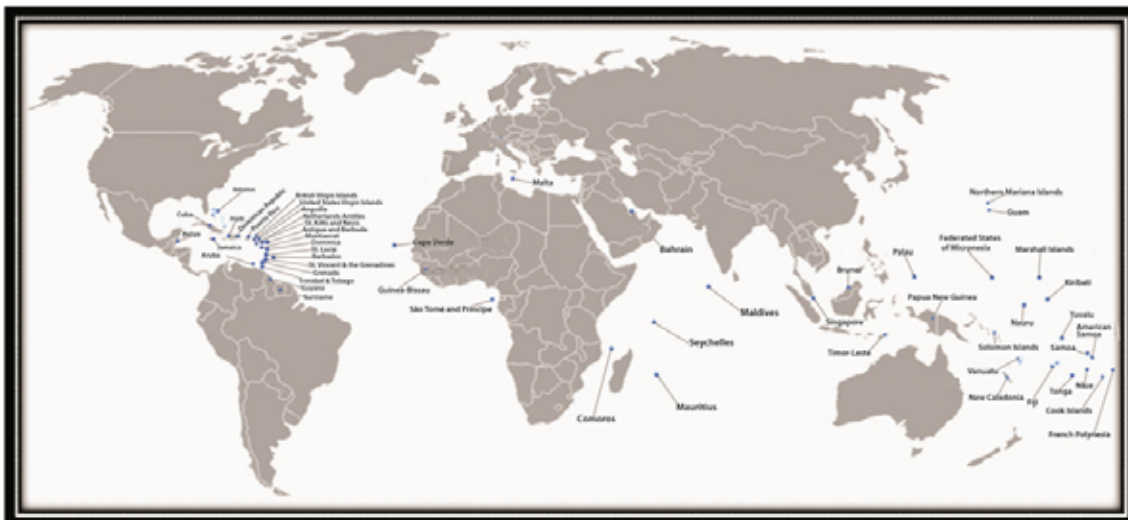 Bahamas
Cuba
Haiti
Dominican Republic
Puerto Rico
Belize
Jamaica
Aruba
British Virgin Islands
United States Virgin Islands
Anguilla
Netherlands Antilles
St. Kitts and Nevis
Antigua and Barbuda
Montserrat
Dominica
St. Lucia
Barbados
St. Vincent & the Grenadines
Grenada
Trinidad & Tobago
Guyana
Suriname
Malta
Cape Verde
Guinea-Bissau
São Tomé and Príncipe
Bahrain
Maldives
Seychelles
Mauritius
Comoros
Brunei
Singapore
Timor-Leste
Northern Mariana Islands
Guam
Palau
Federated States
of Micronesia
Marshall Islands
Kiribati
Papua New Guinea
Nauru
Tuvalu
American
Samoa
Solomon Islands
Samoa
Vanuatu
New Caledonia
Fiji
Tonga
Niue
Cook Islands
French Polynesia